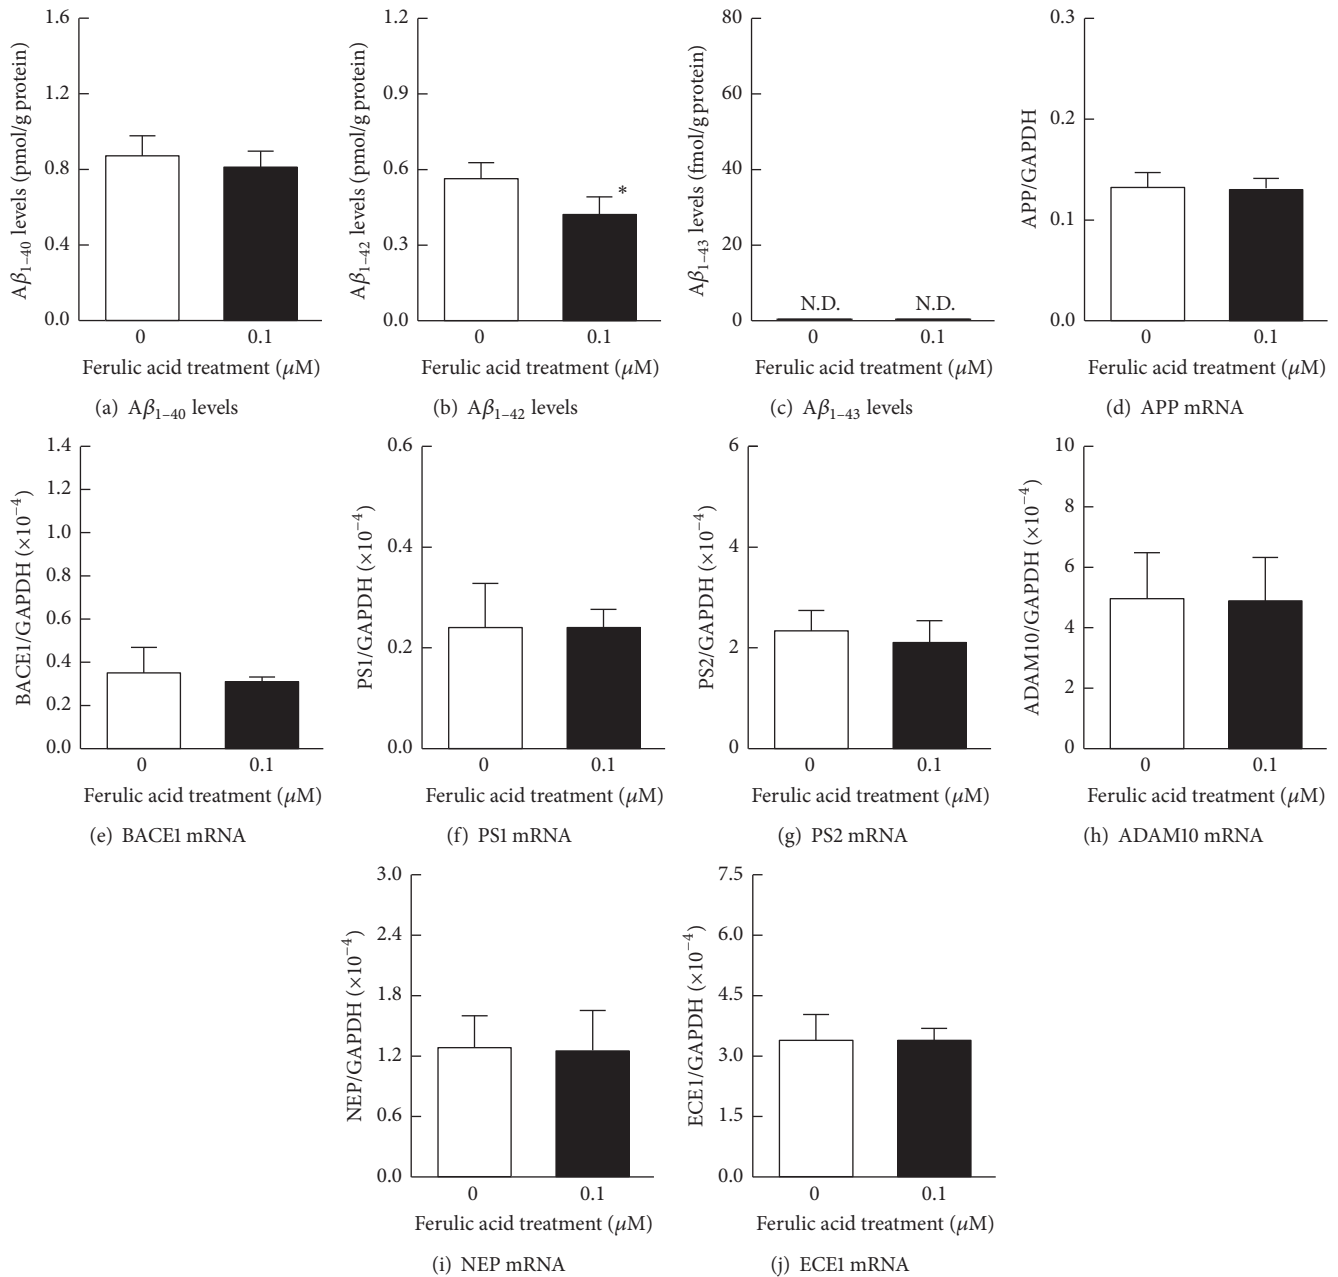 Aβ1–40 levels (pmol/g protein)
1.6
1.2
0.8
0.4
0.0
0 0.1
Ferulic acid treatment (μM)
(a) Aβ1–40 levels
Aβ1–42 levels (pmol/g protein)
1.2
0.9
0.6
0.3
0.0
*
0 0.1
Ferulic acid treatment (μM)
(b) Aβ1–42 levels
Aβ1–43 levels (fmol/g protein)
80
60
40
20
0
N.D. N.D.
0 0.1
Ferulic acid treatment (μM)
(c) Aβ1–43 levels
APP/GAPDH
0.3
0.2
0.1
0.0
0 0.1
Ferulic acid treatment (μM)
(d) APP mRNA
BACE1/GAPDH (×10−4)
1.4
1.2
1.0
0.8
0.6
0.4
0.2
0.0
0 0.1
Ferulic acid treatment (μM)
(e) BACE1 mRNA
PS1/GAPDH (×10−4)
0.6
0.4
0.2
0.0
0 0.1
Ferulic acid treatment (μM)
(f) PS1 mRNA
PS2/GAPDH (×10−4)
6
4
2
0
0 0.1
Ferulic acid treatment (μM)
(g) PS2 mRNA
ADAM10/GAPDH (×10−4)
10
8
6
4
2
0
0 0.1
Ferulic acid treatment (μM)
(h) ADAM10 mRNA
NEP/GAPDH (×10−4)
3.0
2.4
1.8
1.2
0.6
0.0
0 0.1
Ferulic acid treatment (μM)
(i) NEP mRNA
ECE1/GAPDH (×10−4)
7.5
6.0
4.5
3.0
1.5
0.0
0 0.1
Ferulic acid treatment (μM)
(j) ECE1 mRNA